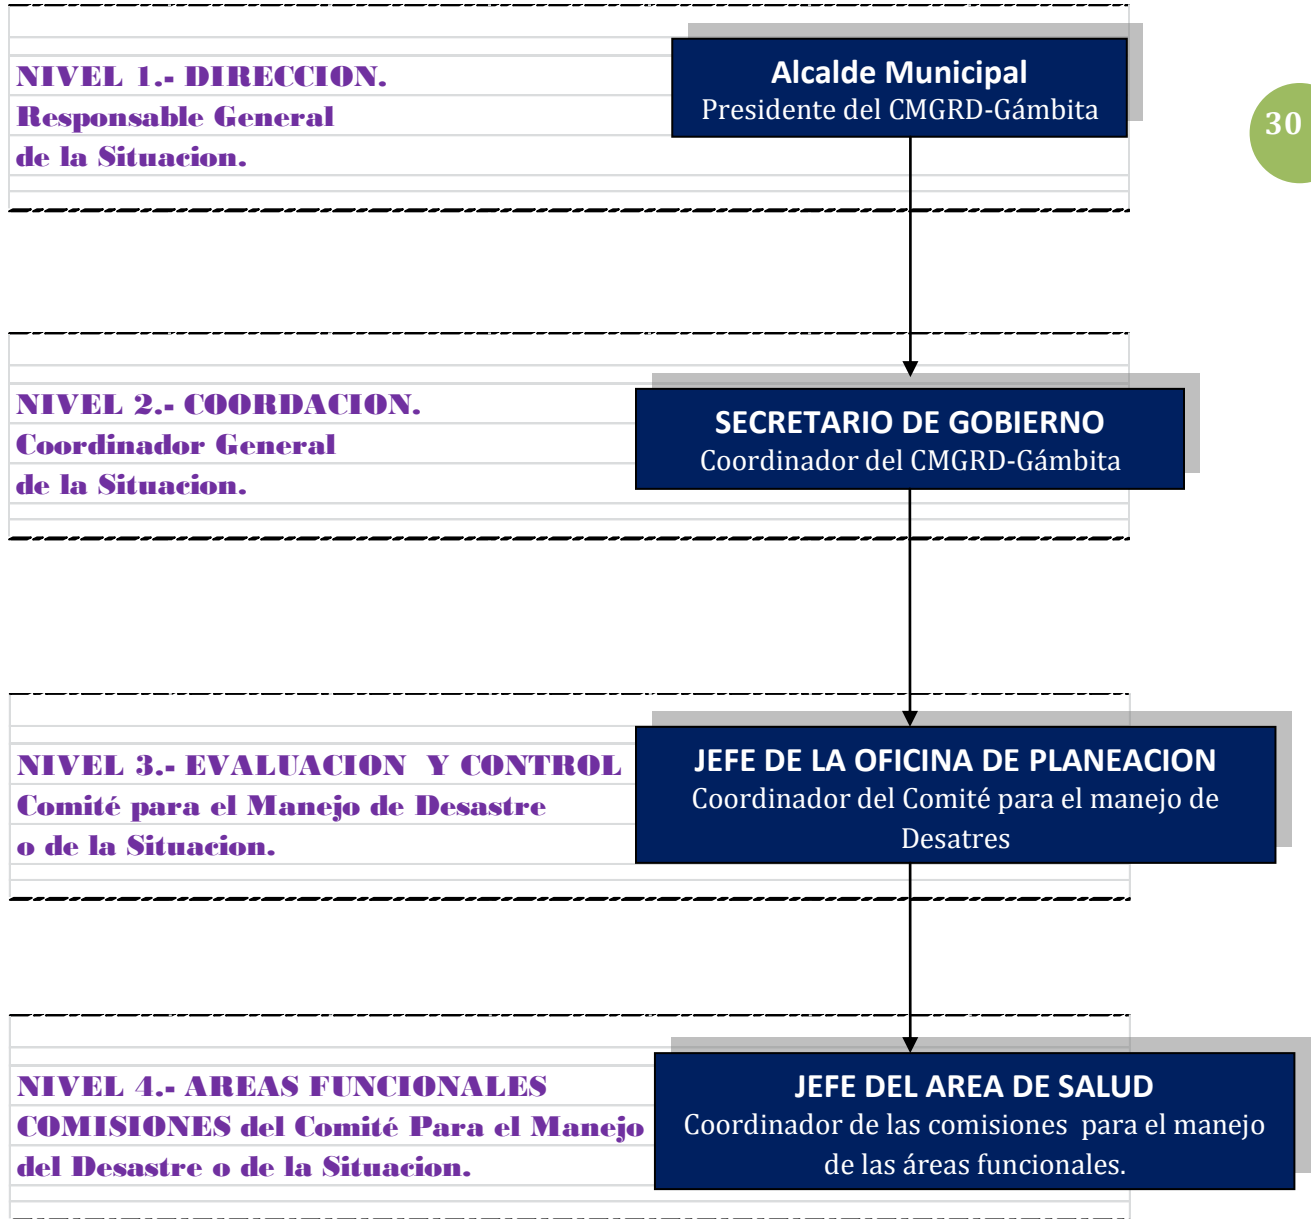 NIVEL 1.- DIRECCION.
Responsable General
de la Situacion.
Alcalde Municipal
Presidente del CMGRD-Gámbita
30
NIVEL 2.- COORDACION.
Coordinador General
de la Situacion.
SECRETARIO DE GOBIERNO
Coordinador del CMGRD-Gámbita
NIVEL 3.- EVALUACION Y CONTROL
Comité para el Manejo de Desastre
o de la Situacion.
JEFE DE LA OFICINA DE PLANEACION
Coordinador del Comité para el manejo de
Desatres
NIVEL 4.- AREAS FUNCIONALES
COMISIONES del Comité Para el Manejo
del Desastre o de la Situacion.
JEFE DEL AREA DE SALUD
Coordinador de las comisiones para el manejo
de las áreas funcionales.